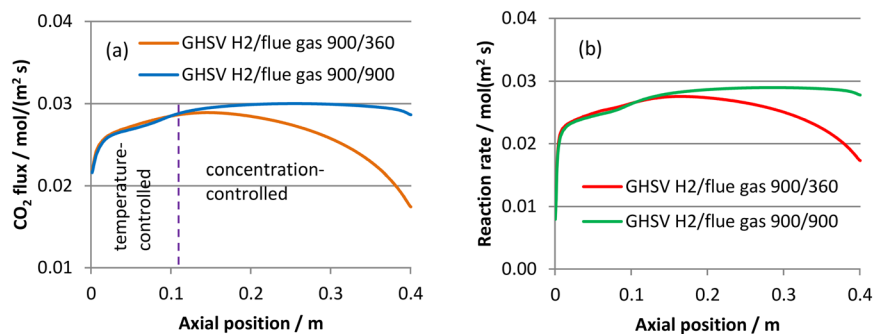 (a)
GHSV H2/flue gas 900/360
GHSV H2/flue gas 900/900
CO₂ flux / mol/(m² s)
0.04
0.03
0.02
0.01
temperature-
controlled
concentration-
controlled
0
0.1
0.2
0.3
0.4
Axial position / m
(b)
Reaction rate / mol(m² s)
0.04
0.03
0.02
0.01
0.00
GHSV H2/flue gas 900/360
GHSV H2/flue gas 900/900
0
0.1
0.2
0.3
0.4
Axial position / m